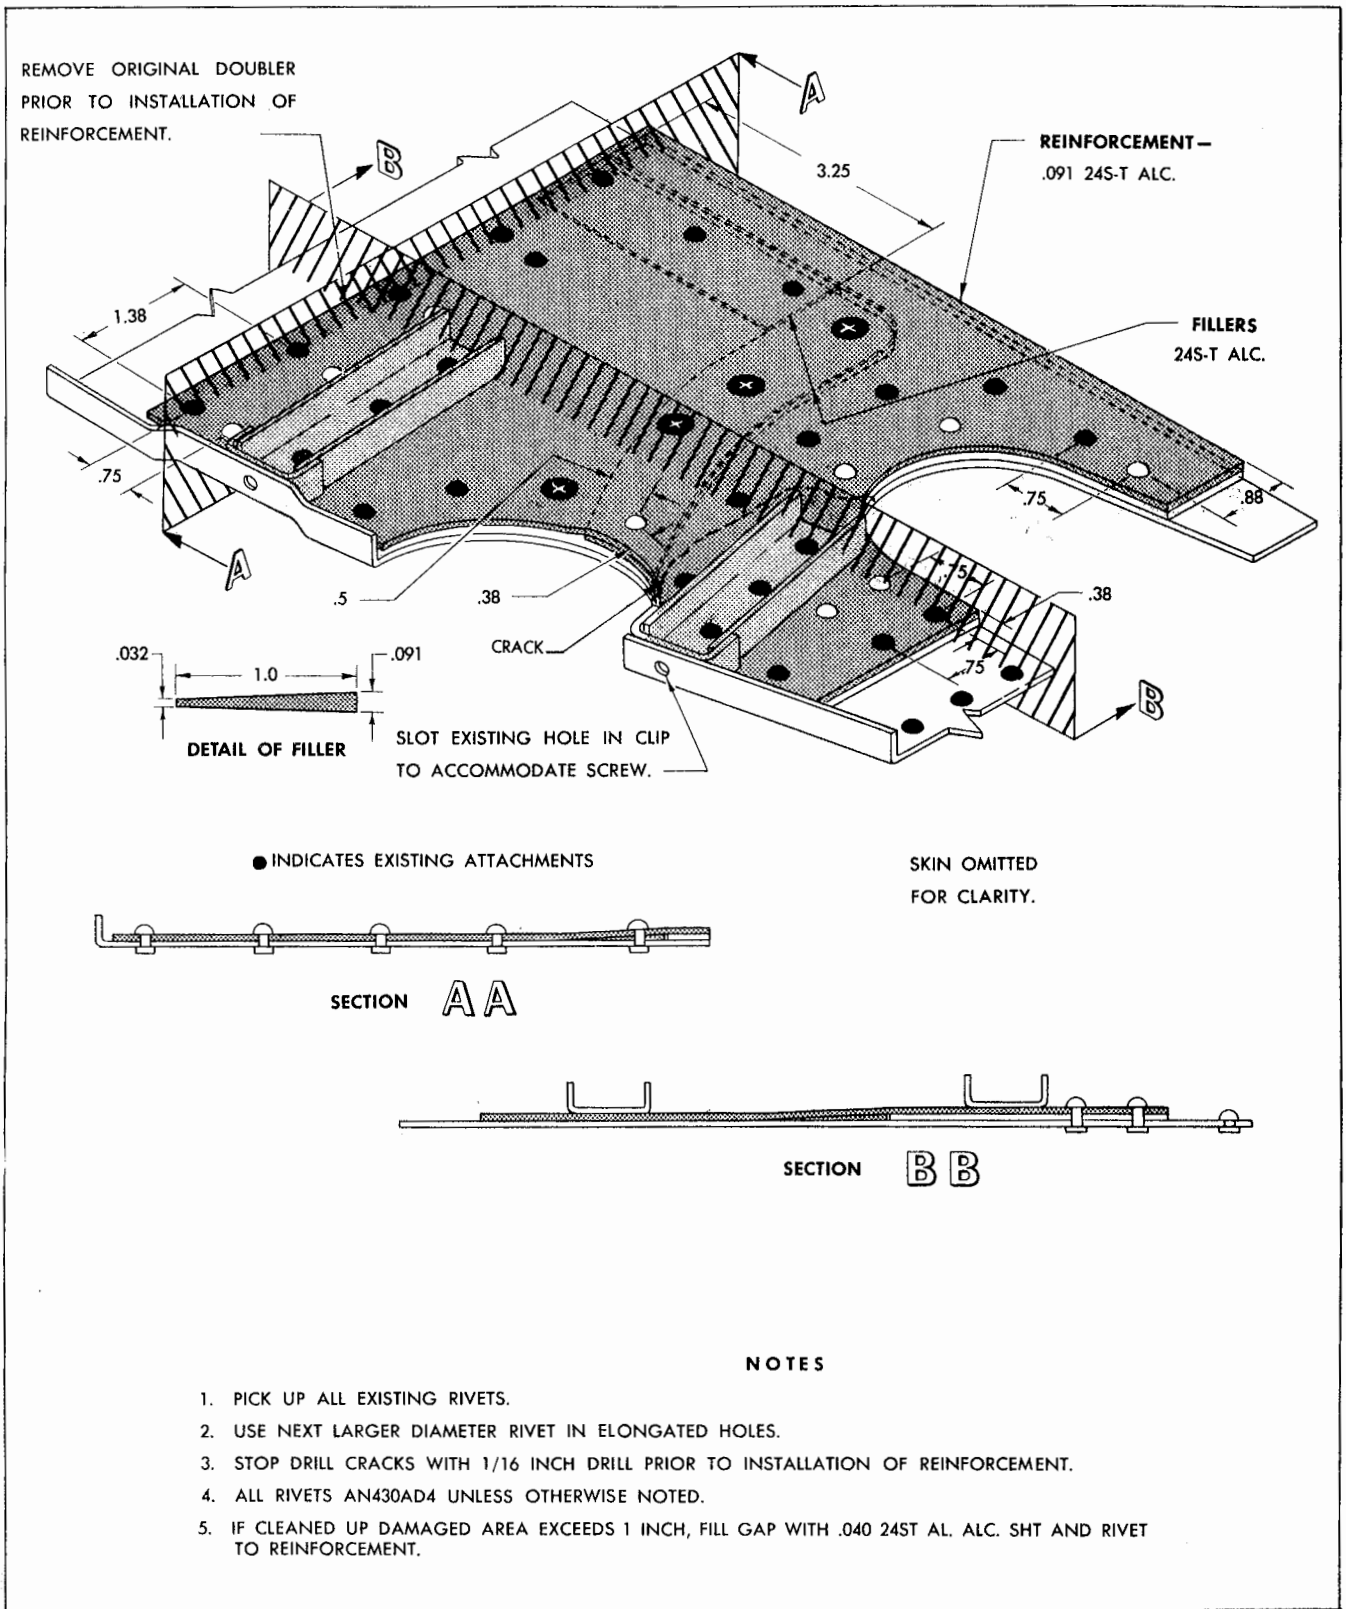 REMOVE ORIGINAL DOUBLER
PRIOR TO INSTALLATION OF
REINFORCEMENT.
A
B
3.25
REINFORCEMENT—
.091 24S-T ALC.
1.38
FILLERS
24S-T ALC.
.75
.75
.88
A
.5
.38
.75
.38
CRACK
.75
.032
1.0
.091
B
DETAIL OF FILLER
SLOT EXISTING HOLE IN CLIP
TO ACCOMMODATE SCREW.
● INDICATES EXISTING ATTACHMENTS
SKIN OMITTED
FOR CLARITY.
SECTION A A
SECTION B B
NOTES
1. PICK UP ALL EXISTING RIVETS.
2. USE NEXT LARGER DIAMETER RIVET IN ELONGATED HOLES.
3. STOP DRILL CRACKS WITH 1/16 INCH DRILL PRIOR TO INSTALLATION OF REINFORCEMENT.
4. ALL RIVETS AN430AD4 UNLESS OTHERWISE NOTED.
5. IF CLEANED UP DAMAGED AREA EXCEEDS 1 INCH, FILL GAP WITH .040 24ST AL. ALC. SHT AND RIVET
TO REINFORCEMENT.